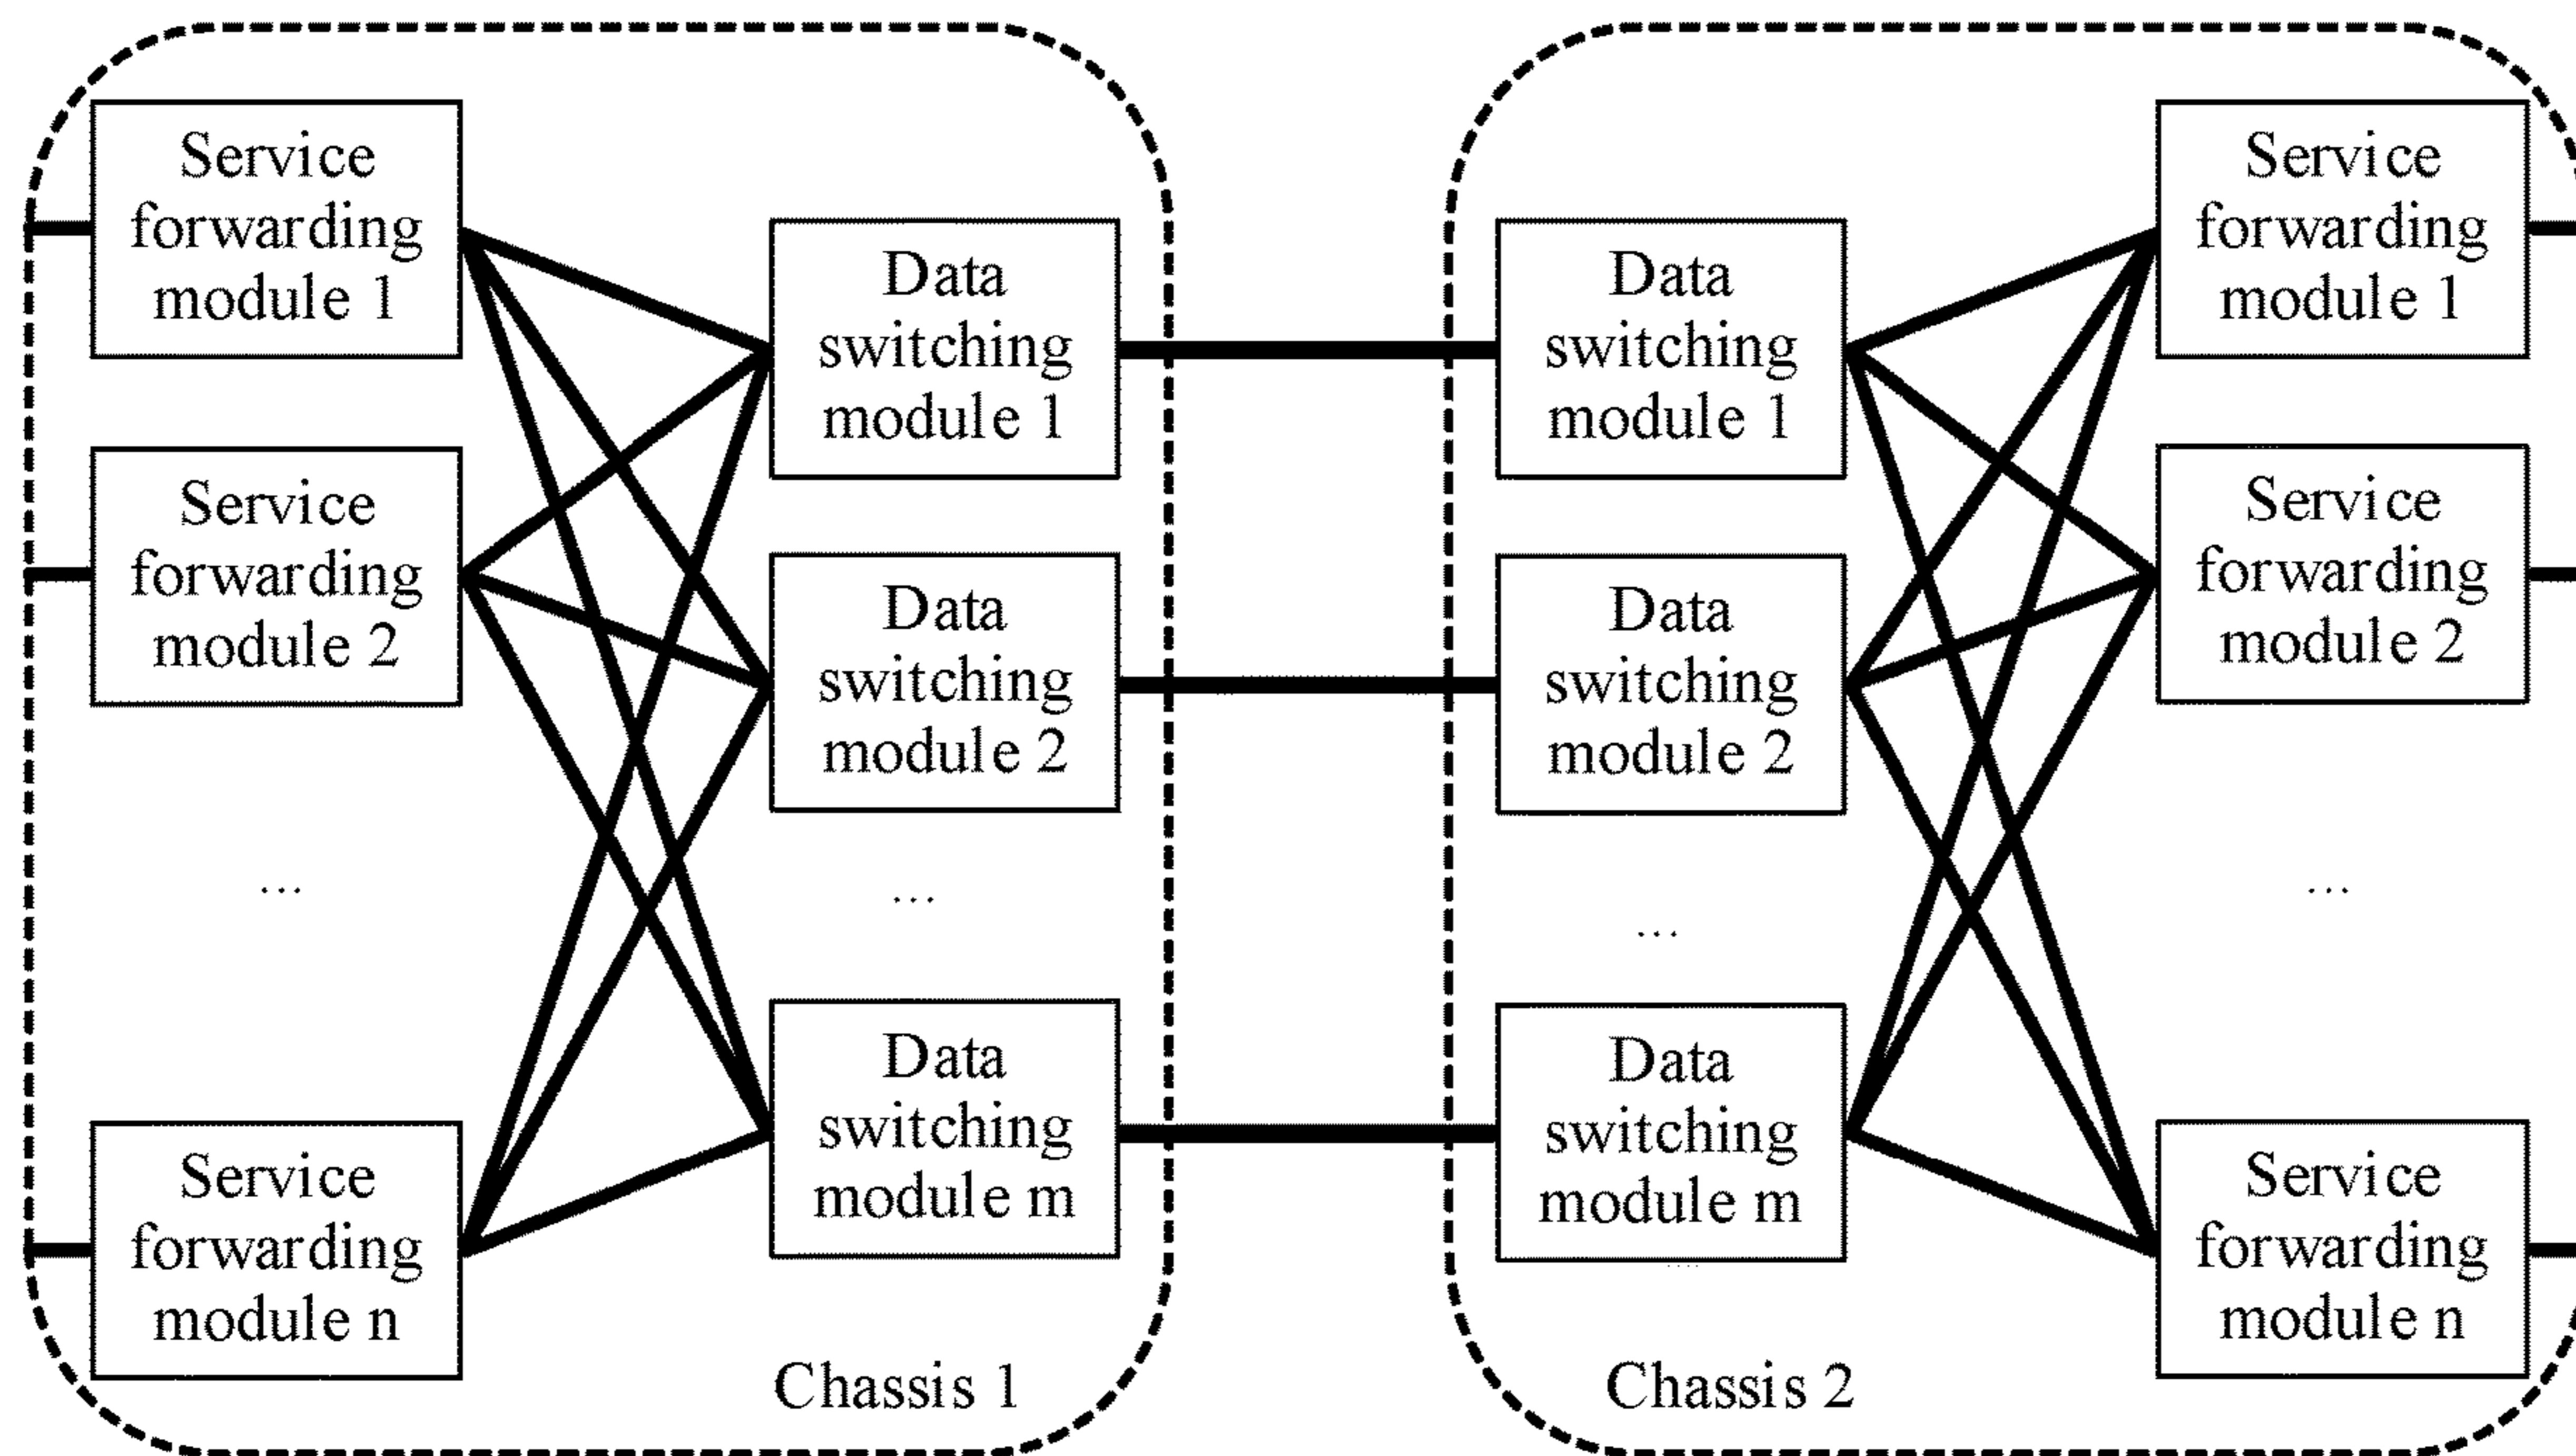 Service
forwarding
module 1
Service
forwarding
module 2
...
Service
forwarding
module n
Data
switching
module 1
Data
switching
module 2
...
Data
switching
module m
Chassis 1
Data
switching
module 1
Data
switching
module 2
...
Data
switching
module m
Chassis 2
Service
forwarding
module 1
Service
forwarding
module 2
...
Service
forwarding
module n